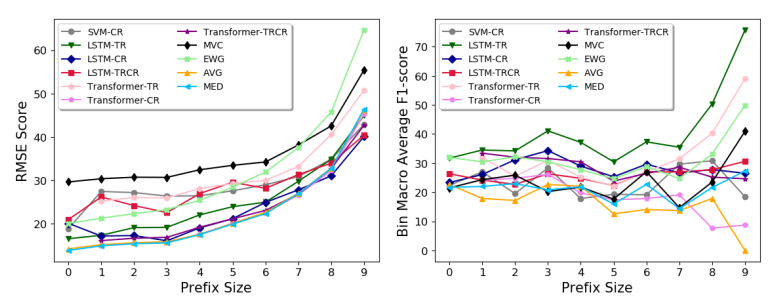 RMSE Score
60
50
40
30
20
SVM-CR
LSTM-TR
LSTM-CR
LSTM-TRCR
Transformer-TR
Transformer-CR
Transformer-TRCR
MVC
EWG
AVG
MED
0 1 2 3 4 5 6 7 8 9
Prefix Size
Bin Macro Average F1-score
80
70
60
50
40
30
20
10
0
SVM-CR
LSTM-TR
LSTM-CR
LSTM-TRCR
Transformer-TR
Transformer-CR
Transformer-TRCR
MVC
EWG
AVG
MED
0 1 2 3 4 5 6 7 8 9
Prefix Size